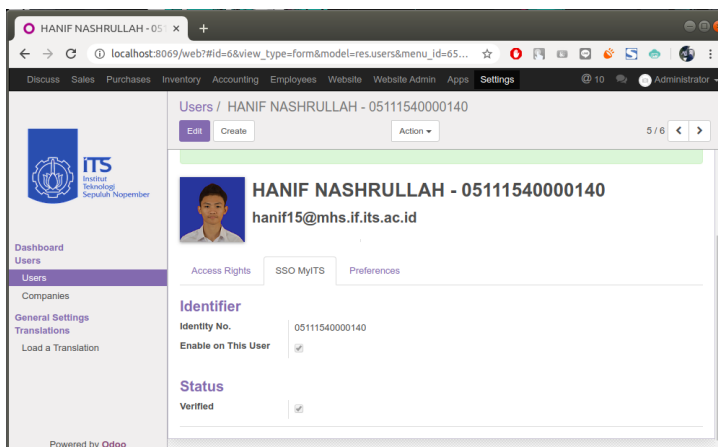 HANIF NASHRULLAH - 051
localhost:8069/web?#id=6&view_type=form&model=res.users&menu_id=65...
Discuss Sales Purchases Inventory Accounting Employees Website Website Admin Apps Settings @ 10 Administrator
Users / HANIF NASHRULLAH - 05111540000140
Edit Create Action 5 / 6
iTS
Institut
Teknologi
Sepuluh Nopember
Dashboard
Users
Users
Companies
General Settings
Translations
Load a Translation
Powered by Odoo
HANIF NASHRULLAH - 05111540000140
hanif15@mhs.if.its.ac.id
Access Rights SSO MyITS Preferences
Identifier
Identity No. 05111540000140
Enable on This User
Status
Verified